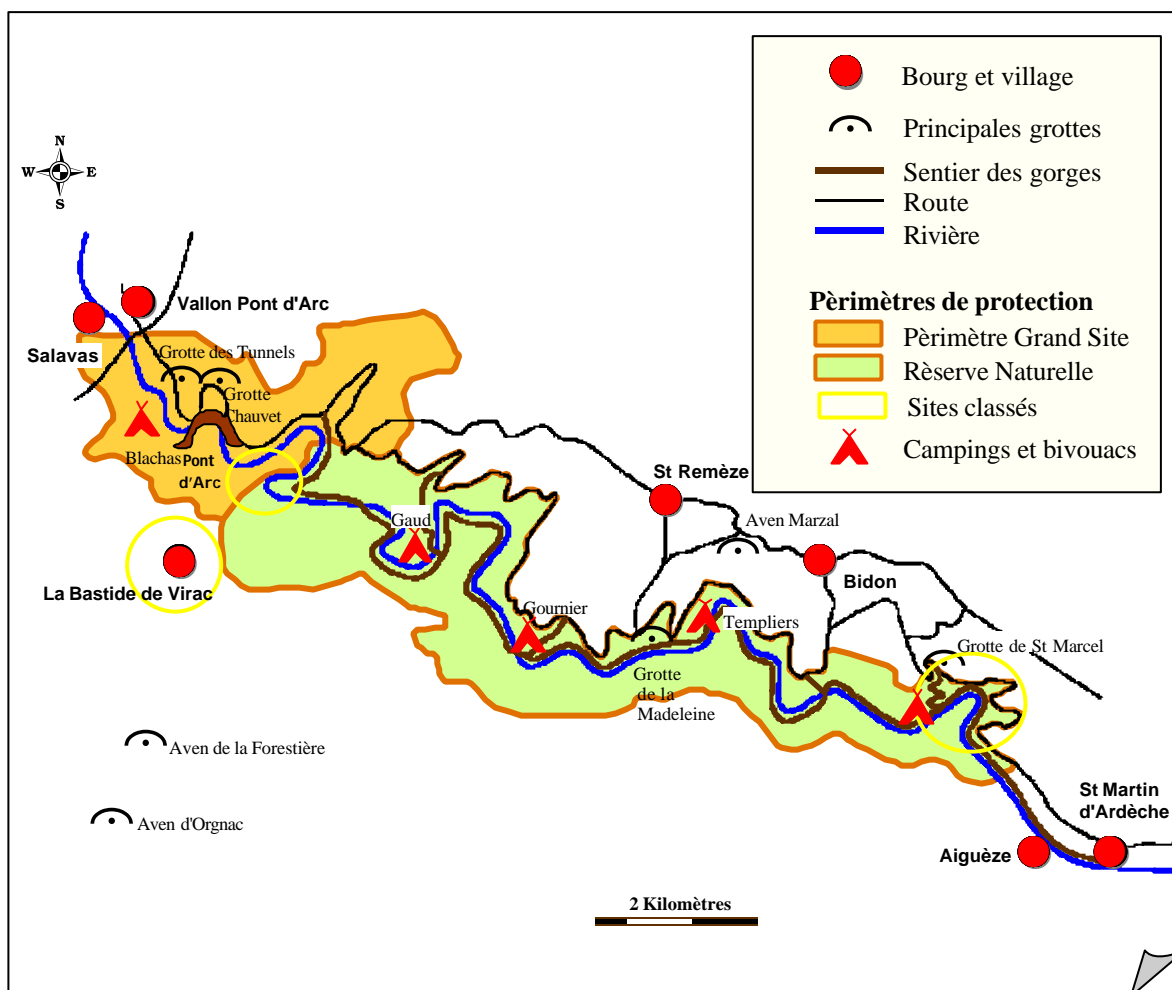 Bourg et village
Principales grottes
Sentier des gorges
Route
Rivière
Pèrimètres de protection
Pèrimètre Grand Site
Rèserve Naturelle
Sites classés
Campings et bivouacs
N
W E
S
Vallon Pont d'Arc
Salavas
Grotte des Tunnels
Grotte
Chauvet
Blachas
Pont
d'Arc
La Bastide de Virac
Gaud
St Remèze
Aven Marzal
Bidon
Gournier
Templiers
Grotte
de la
Madeleine
Grotte de St Marcel
Aven de la Forestière
Aven d'Orgnac
St Martin
d'Ardèche
Aiguèze
2 Kilomètres